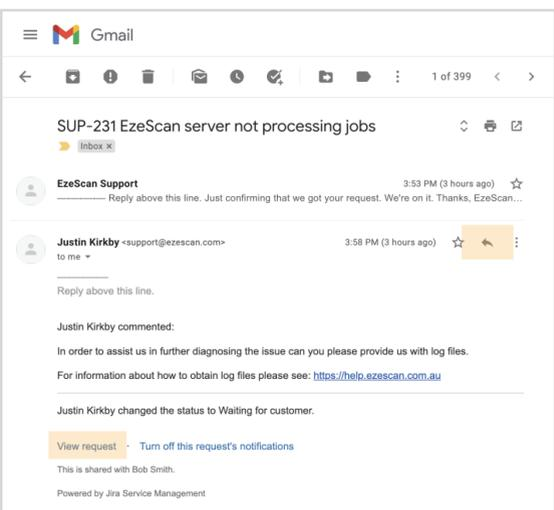 Gmail
1 of 399
SUP-231 EzeScan server not processing jobs
Inbox ×
EzeScan Support 3:53 PM (3 hours ago)
———— Reply above this line. Just confirming that we got your request. We're on it. Thanks, EzeScan…
Justin Kirkby <support@ezescan.com> 3:58 PM (3 hours ago)
to me
————
Reply above this line.
Justin Kirkby commented:
In order to assist us in further diagnosing the issue can you please provide us with log files.
For information about how to obtain log files please see: https://help.ezescan.com.au
Justin Kirkby changed the status to Waiting for customer.
View request · Turn off this request's notifications
This is shared with Bob Smith.
Powered by Jira Service Management